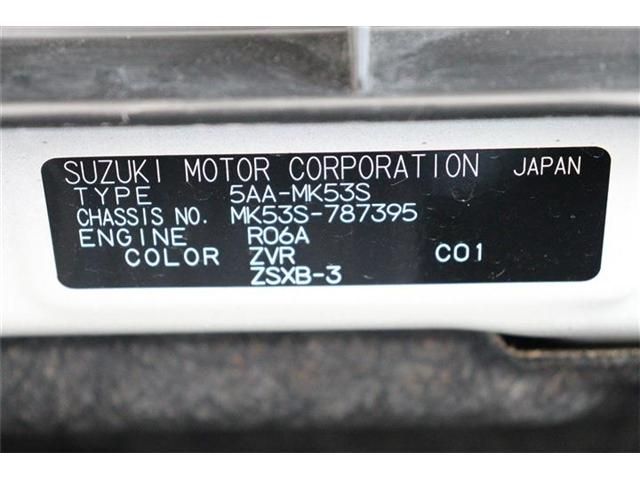 SUZUKI MOTOR CORPORATION JAPAN
TYPE 5AA-MK53S
CHASSIS NO. MK53S-787395
ENGINE R06A
COLOR ZVR C01
ZSXB-3